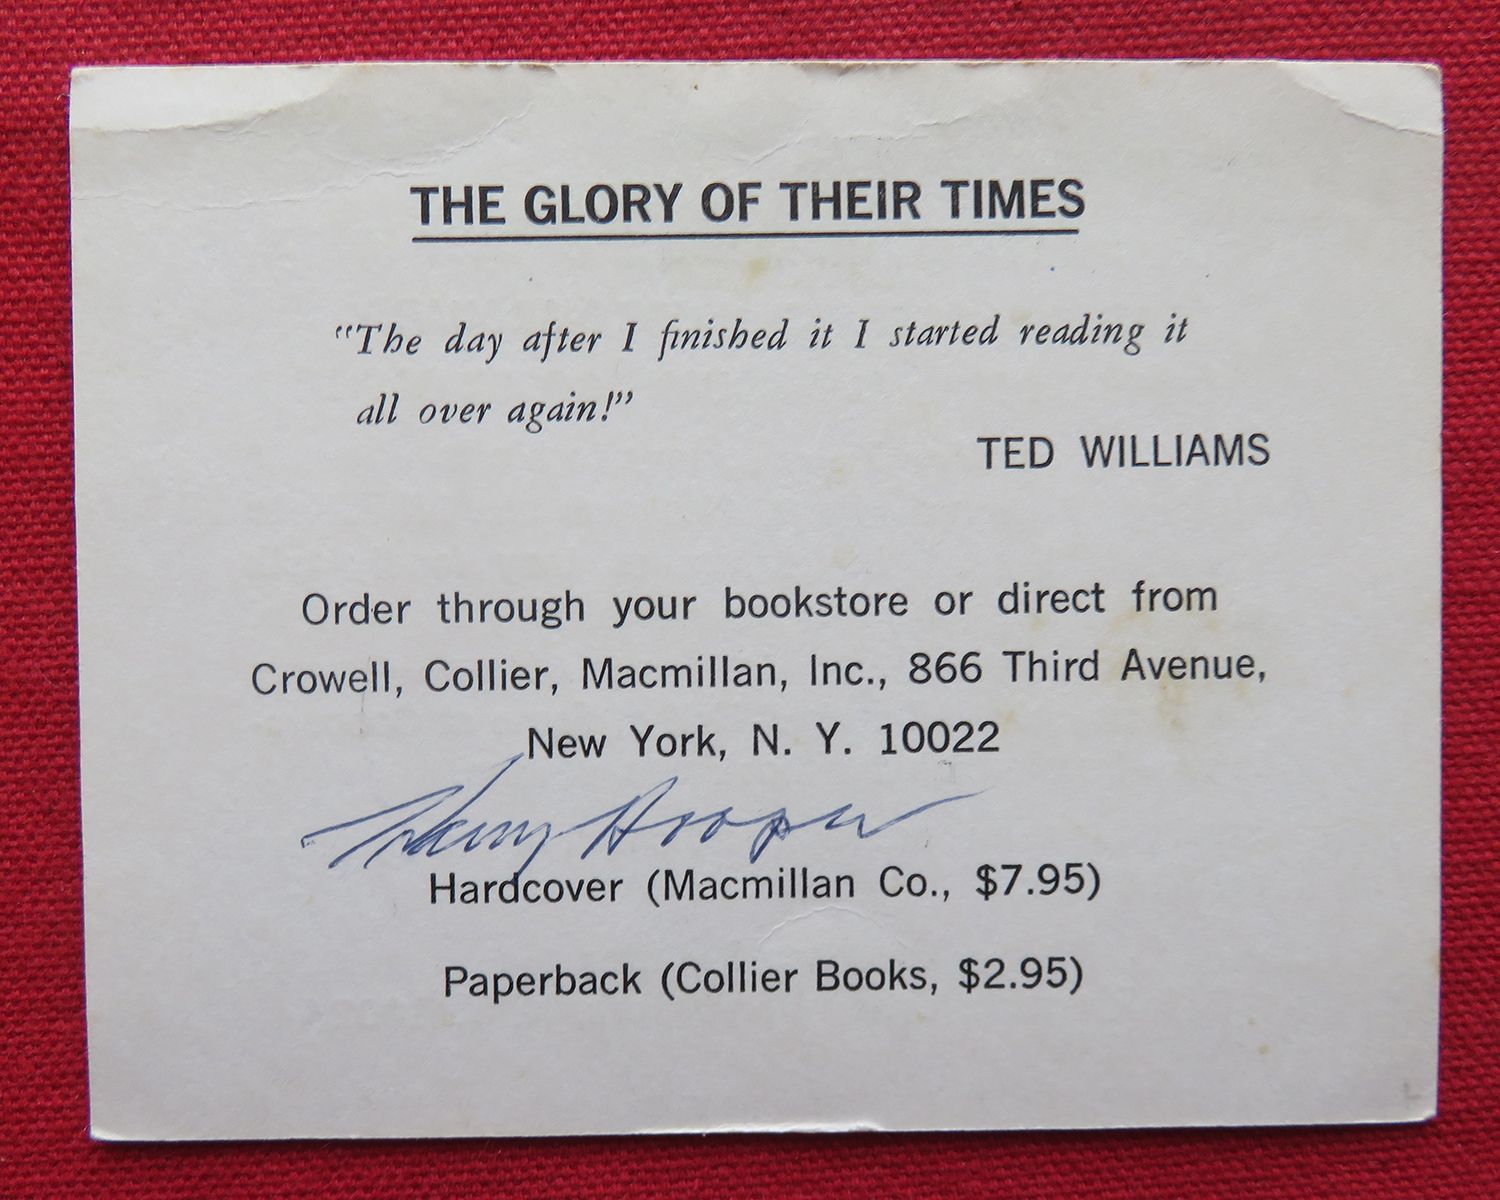 THE GLORY OF THEIR TIMES
“The day after I finished it I started reading it
all over again!”
TED WILLIAMS
Order through your bookstore or direct from
Crowell, Collier, Macmillan, Inc., 866 Third Avenue,
New York, N. Y. 10022
Harry Hooper
Hardcover (Macmillan Co., $7.95)
Paperback (Collier Books, $2.95)